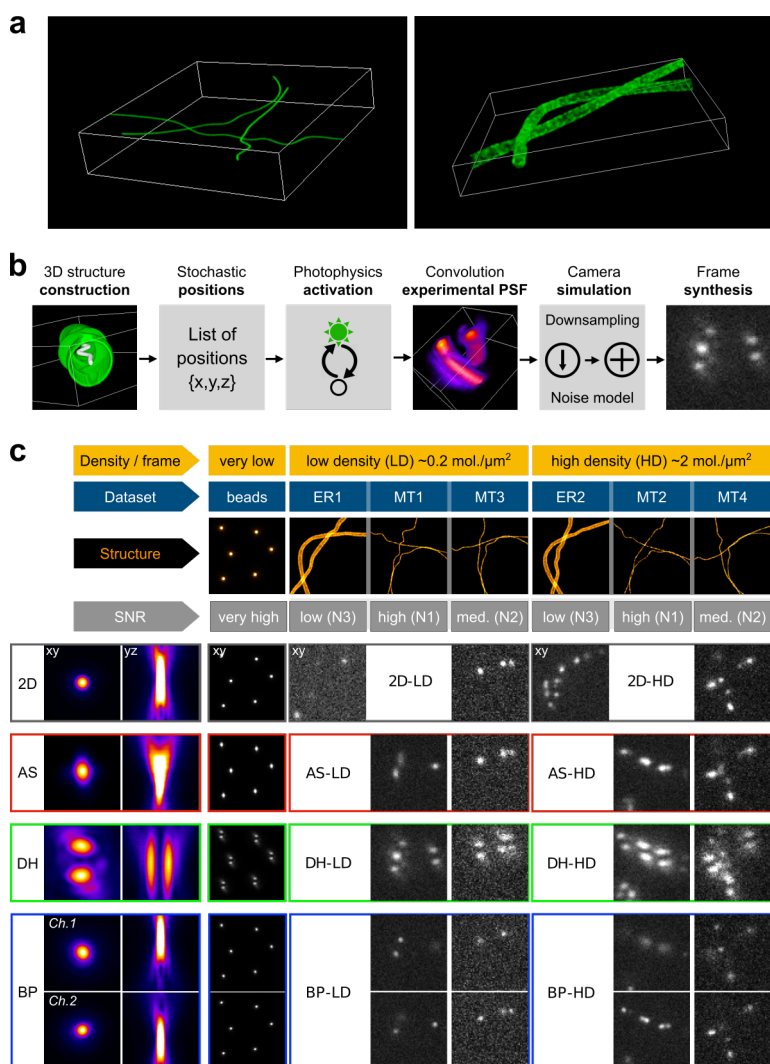 a
b
3D structure
construction
Stochastic
positions
Photophysics
activation
Convolution
experimental PSF
Camera
simulation
Frame
synthesis
List of
positions
{x,y,z}
Downsampling
Noise model
c
Density / frame
very low
low density (LD) ~0.2 mol./µm²
high density (HD) ~2 mol./µm²
Dataset
beads
ER1
MT1
MT3
ER2
MT2
MT4
Structure
SNR
very high
low (N3)
high (N1)
med. (N2)
low (N3)
high (N1)
med. (N2)
2D
xy
yz
xy
xy
2D-LD
xy
2D-HD
AS
AS-LD
AS-HD
DH
DH-LD
DH-HD
BP
Ch.1
Ch.2
BP-LD
BP-HD